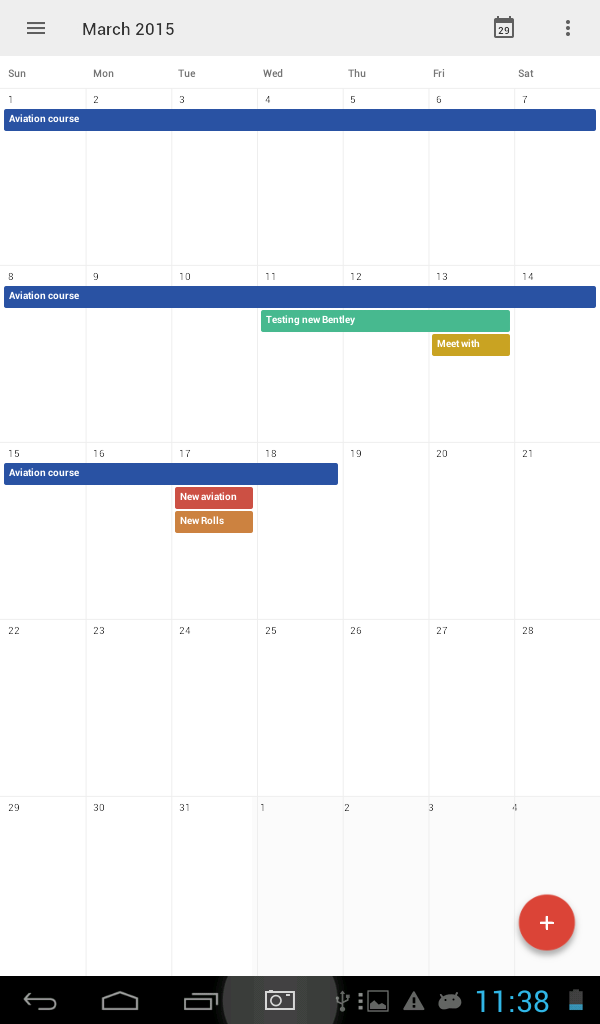 March 2015 29
Sun Mon Tue Wed Thu Fri Sat
1 2 3 4 5 6 7
Aviation course
8 9 10 11 12 13 14
Aviation course
Testing new Bentley
Meet with
15 16 17 18 19 20 21
Aviation course
New aviation
New Rolls
22 23 24 25 26 27 28
29 30 31 1 2 3 4
+
11:38